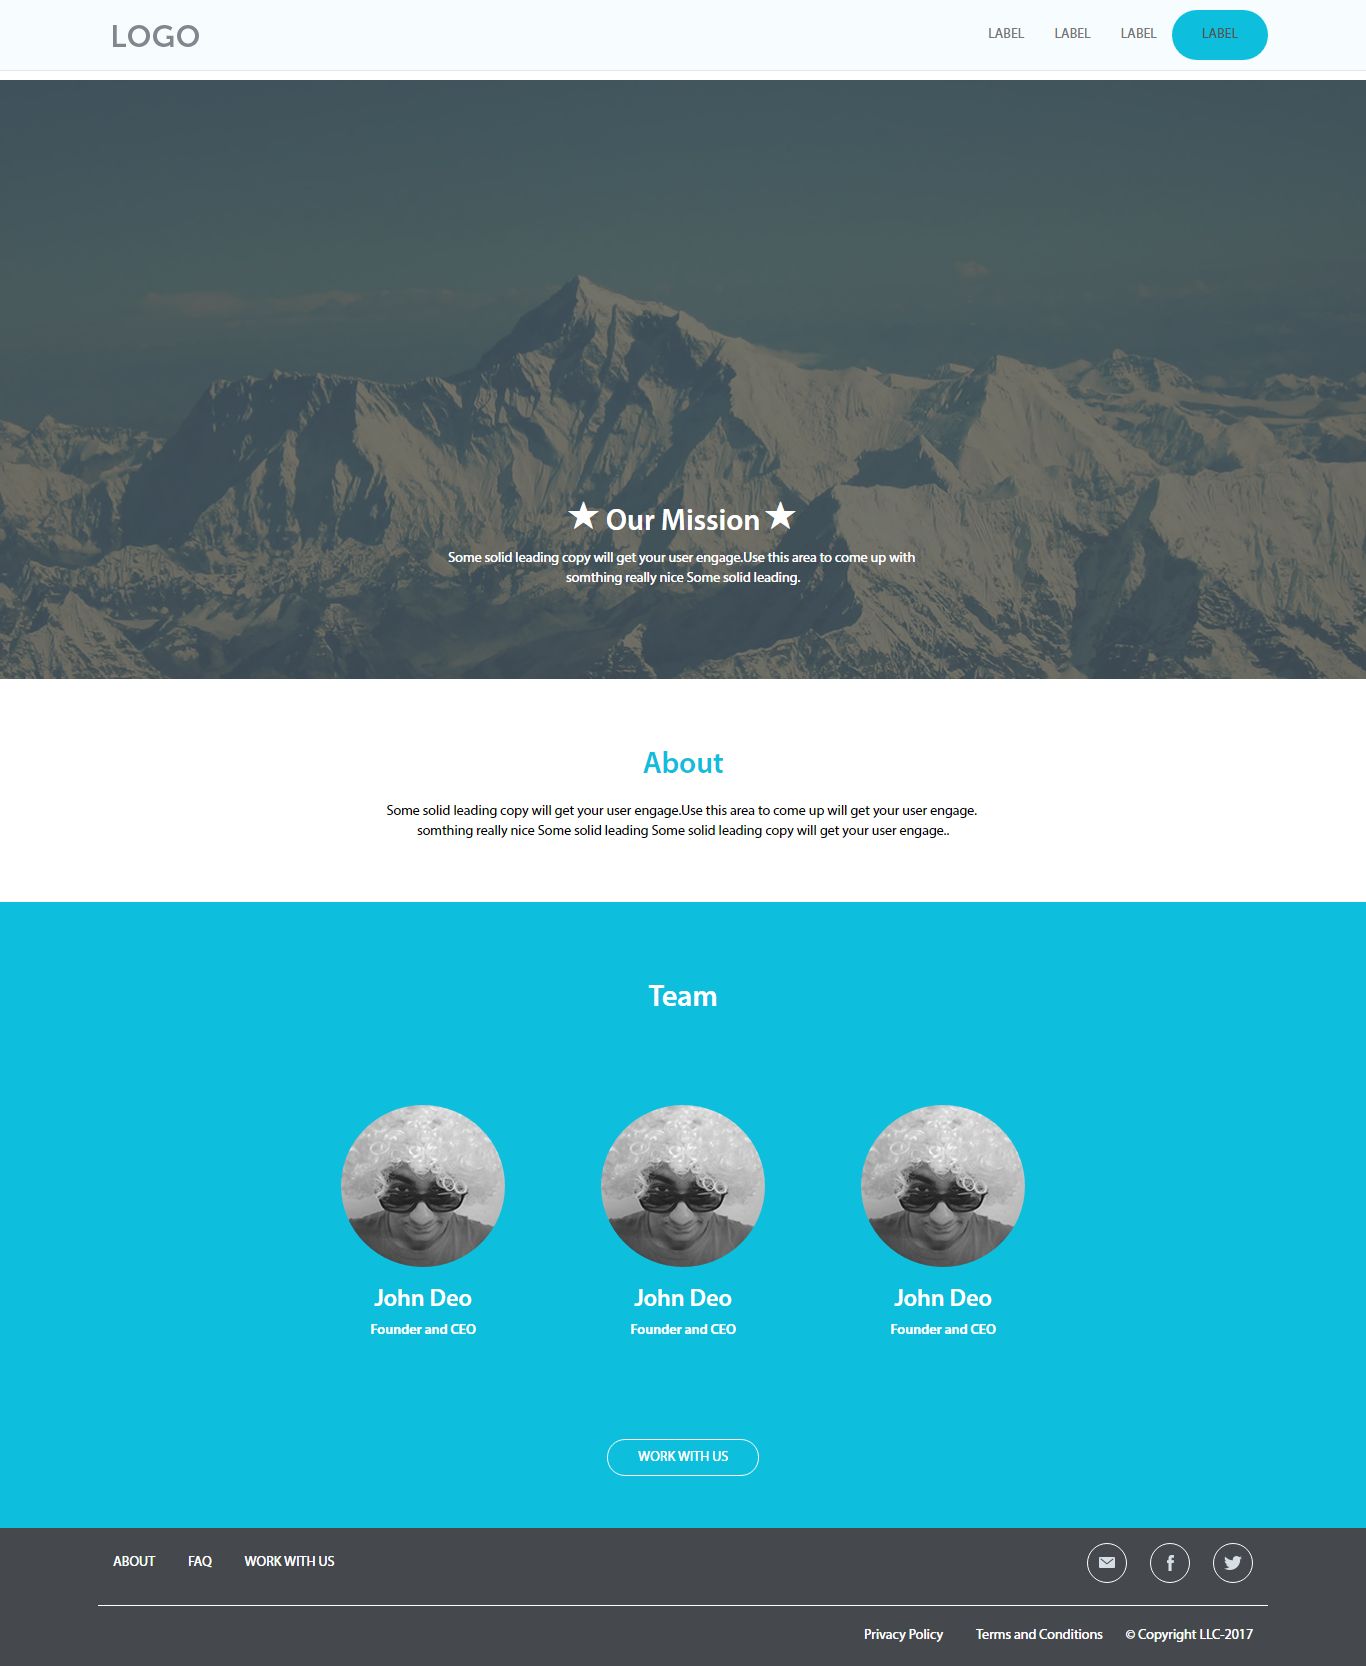 LOGO
LABEL LABEL LABEL LABEL
★ Our Mission ★
Some solid leading copy will get your user engage.Use this area to come up with
somthing really nice Some solid leading.
About
Some solid leading copy will get your user engage.Use this area to come up will get your user engage.
somthing really nice Some solid leading Some solid leading copy will get your user engage..
Team
John Deo John Deo John Deo
Founder and CEO Founder and CEO Founder and CEO
WORK WITH US
ABOUT FAQ WORK WITH US
Privacy Policy Terms and Conditions © Copyright LLC-2017